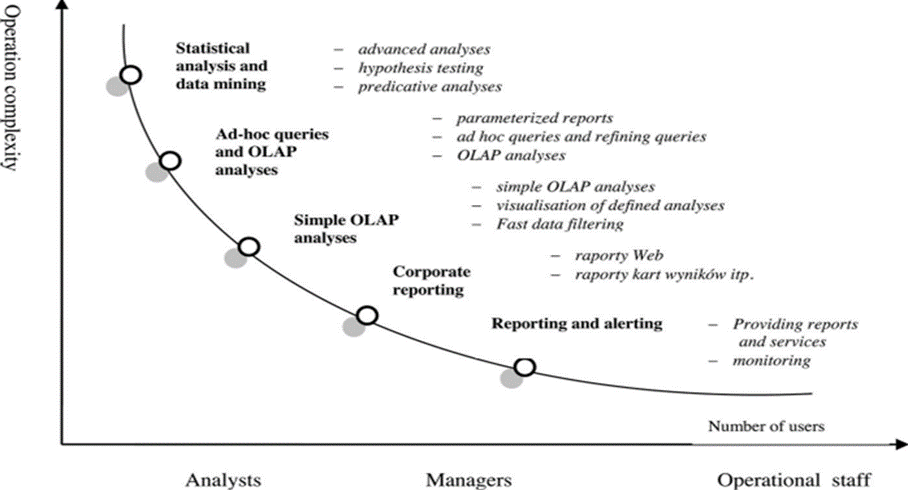 Operation complexity
Statistical
analysis and
data mining
– advanced analyses
– hypothesis testing
– predicative analyses
Ad-hoc queries
and OLAP
analyses
– parameterized reports
– ad hoc queries and refining queries
– OLAP analyses
Simple OLAP
analyses
– simple OLAP analyses
– visualisation of defined analyses
– Fast data filtering
Corporate
reporting
– raporty Web
– raporty kart wyników itp.
Reporting and alerting
– Providing reports
and services
– monitoring
Number of users
Analysts
Managers
Operational staff